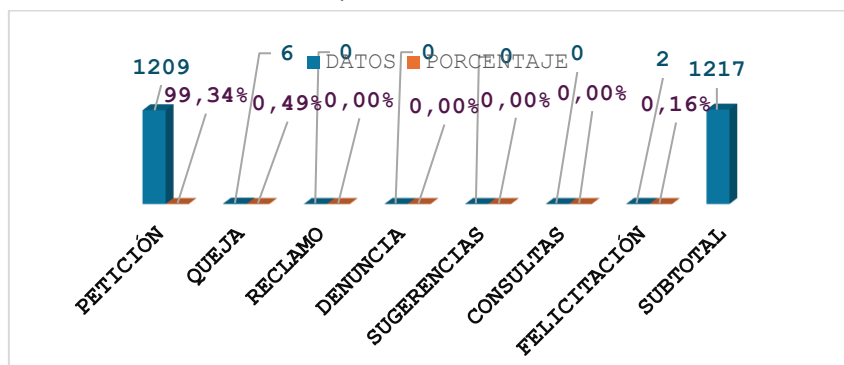 6 0 0 0 0 2
DATOS PORCENTAJE
1209 1217
99,34% 0,49% 0,00% 0,00% 0,00% 0,00% 0,16%
PETICIÓN
QUEJA
RECLAMO
DENUNCIA
SUGERENCIAS
CONSULTAS
FELICITACIÓN
SUBTOTAL